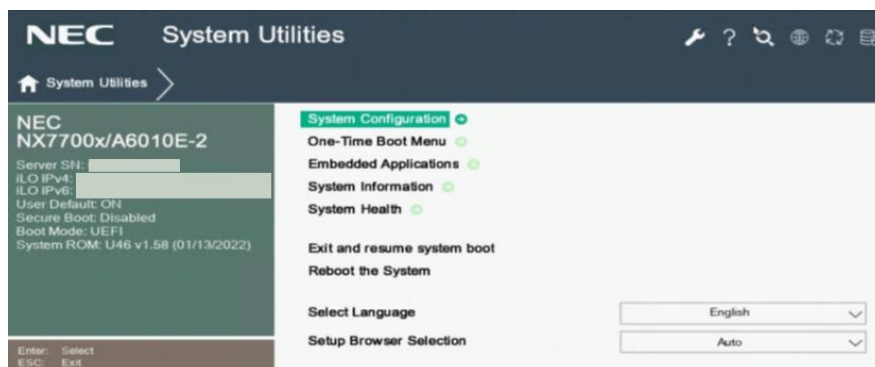 NEC System Utilities
System Utilities
NEC
NX7700x/A6010E-2
Server SN:
iLO IPv4:
iLO IPv6:
User Default: ON
Secure Boot: Disabled
Boot Mode: UEFI
System ROM: U46 v1.58 (01/13/2022)
Enter: Select
ESC: Exit
System Configuration
One-Time Boot Menu
Embedded Applications
System Information
System Health
Exit and resume system boot
Reboot the System
Select Language English
Setup Browser Selection Auto